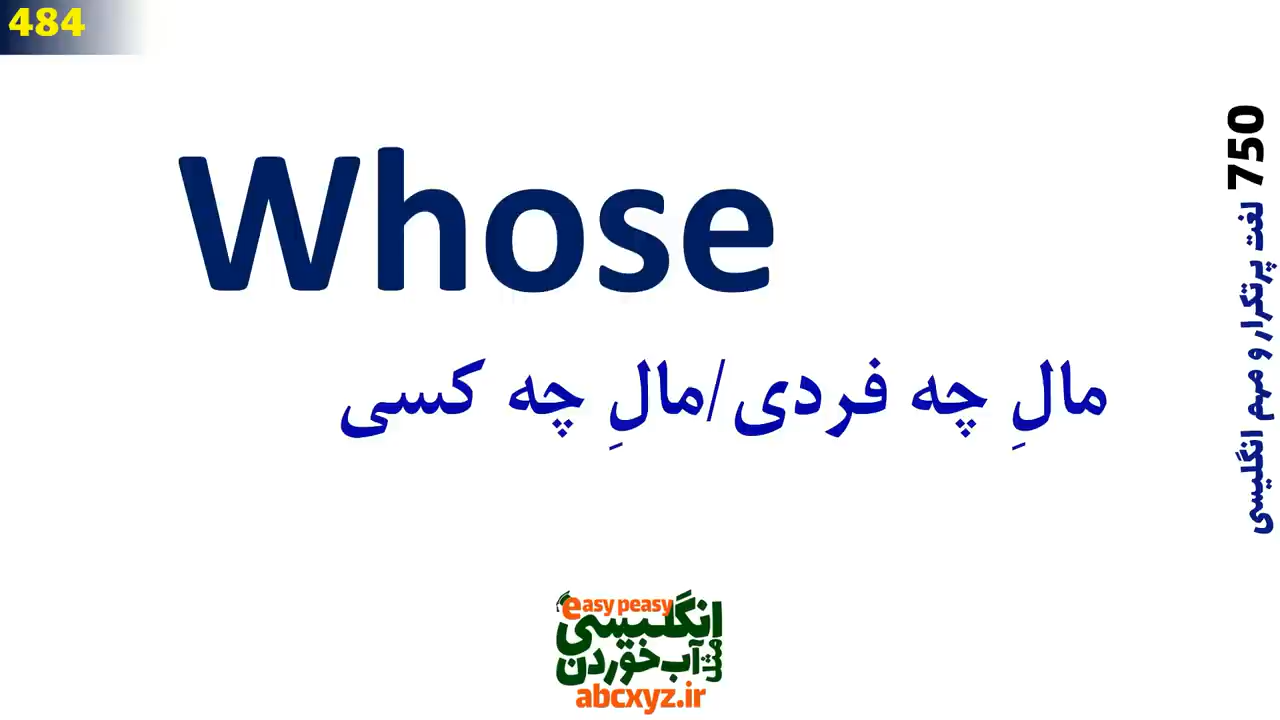 484
Whose
مالِ چه فردی/مالِ چه کسی
750 لغت پرتکرار و مهم انگلیسی
easy peasy
انگلیسی
مثل آب خوردن
abcxyz.ir